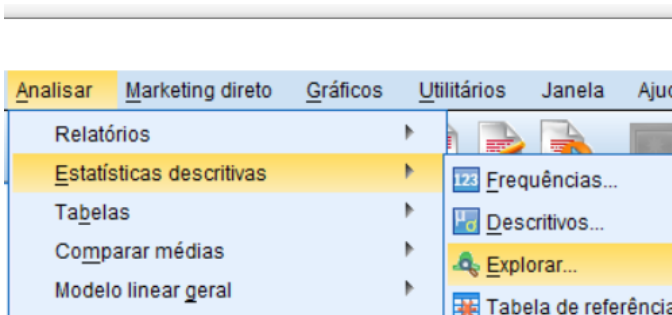 Analisar Marketing direto Gráficos Utilitários Janela
Relatórios
Estatísticas descritivas
123 Frequências...
Tabelas
Descritivos...
Comparar médias
Explorar...
Modelo linear geral
Tabela de